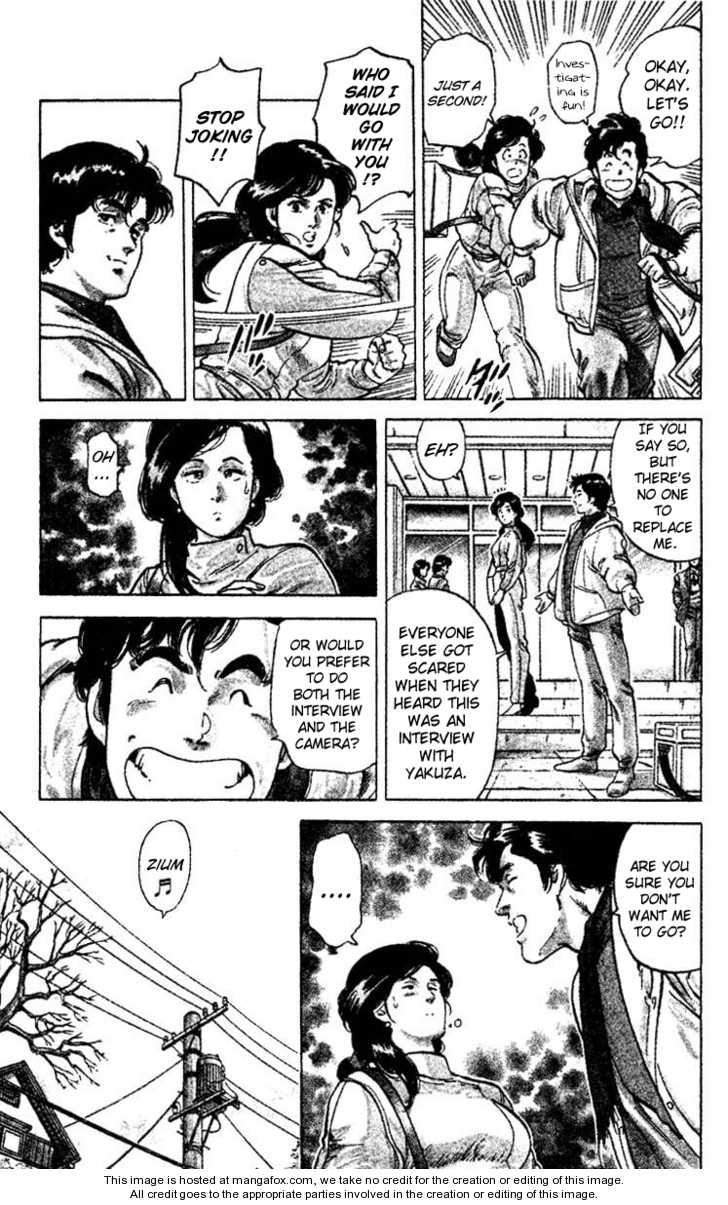 OKAY,
OKAY.
LET'S
GO!!
Inves-
tigat-
ing is
fun!
JUST A
SECOND!
WHO
SAID I
WOULD
GO
WITH
YOU
!?
STOP
JOKING
!!
IF YOU
SAY SO,
BUT
THERE'S
NO ONE
TO
REPLACE
ME.
EH?
EVERYONE
ELSE GOT
SCARED
WHEN THEY
HEARD THIS
WAS AN
INTERVIEW
WITH
YAKUZA.
OH
...
OR WOULD
YOU PREFER
TO DO
BOTH THE
INTERVIEW
AND THE
CAMERA?
ARE YOU
SURE YOU
DON'T
WANT ME
TO GO?
....
ZIUM
♫
This image is hosted at mangafox.com, we take no credit for the creation or editing of this image.
All credit goes to the appropriate parties involved in the creation or editing of this image.